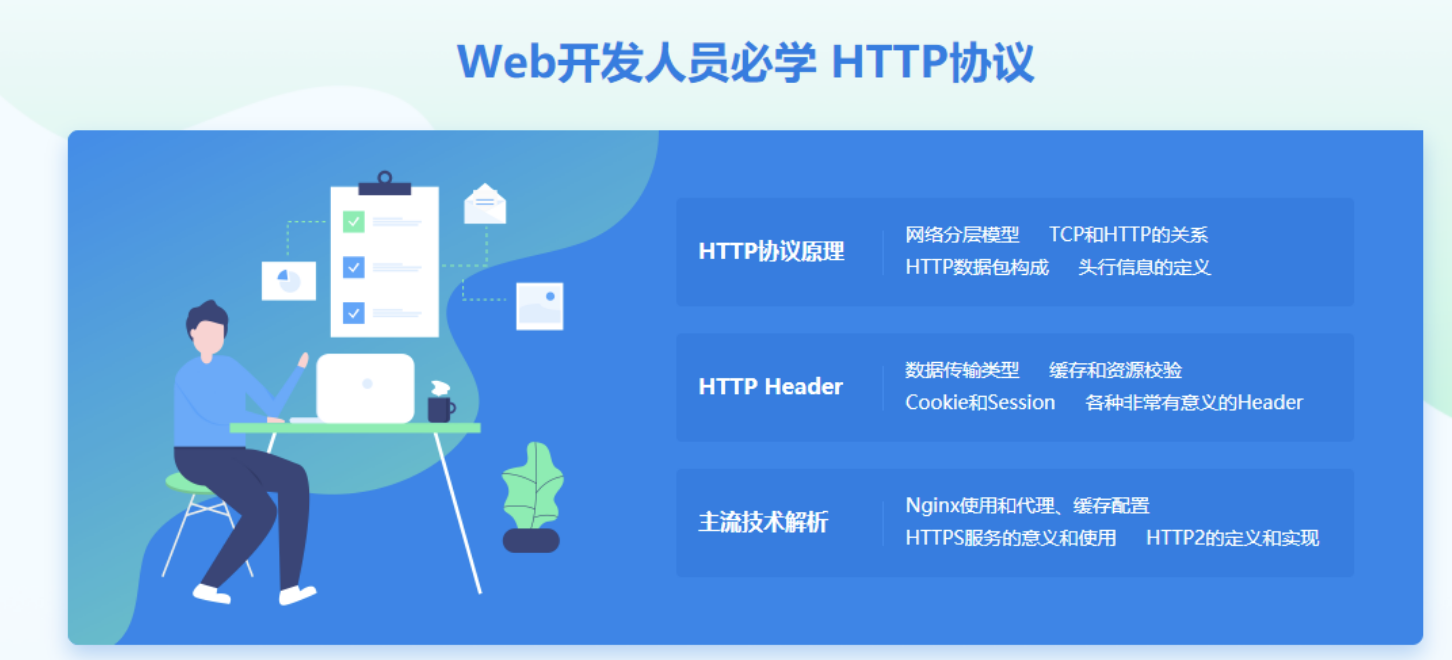 Web开发人员必学 HTTP协议
HTTP协议原理
网络分层模型 TCP和HTTP的关系
HTTP数据包构成 头行信息的定义
HTTP Header
数据传输类型 缓存和资源校验
Cookie和Session 各种非常有意义的Header
主流技术解析
Nginx使用和代理、缓存配置
HTTPS服务的意义和使用 HTTP2的定义和实现